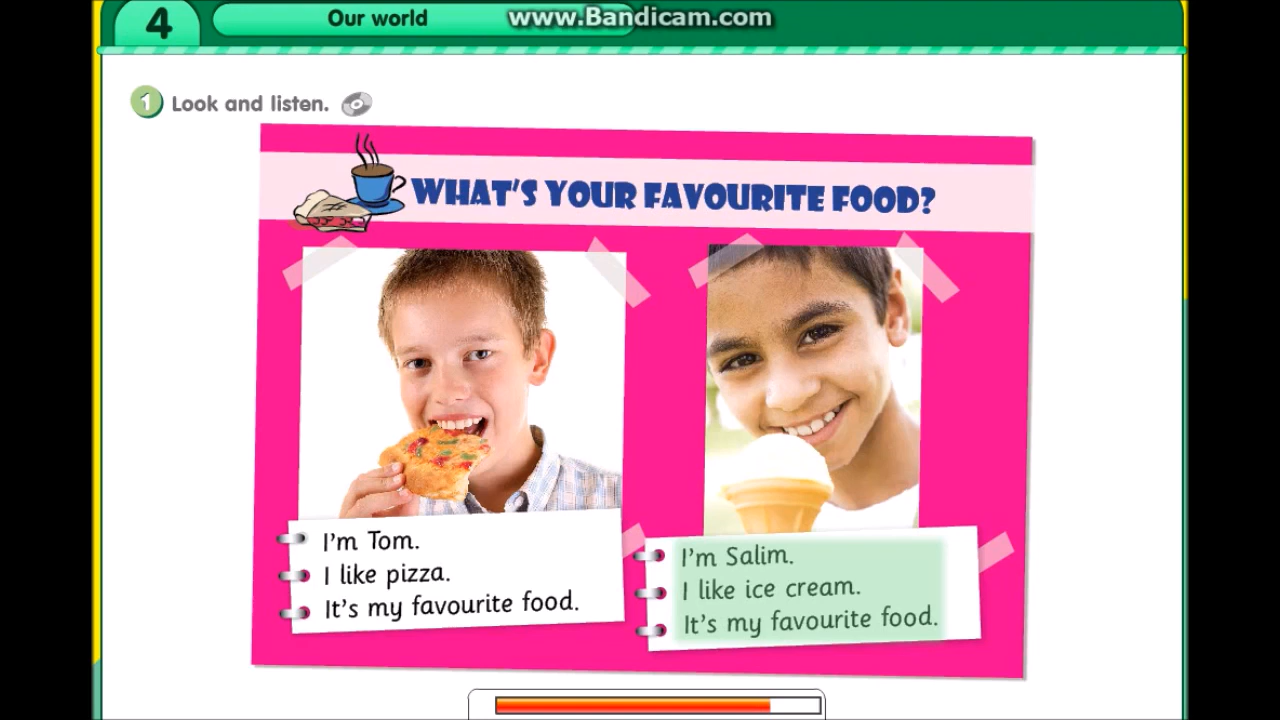 4
Our world
www.Bandicam.com
1 Look and listen.
WHAT'S YOUR FAVOURITE FOOD?
I'm Tom.
I like pizza.
It's my favourite food.
I'm Salim.
I like ice cream.
It's my favourite food.